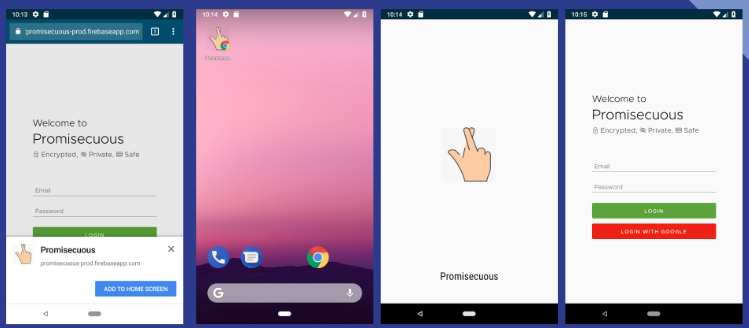 10:13
promisecuous-prod.firebaseapp.com
1
Welcome to
Promisecuous
Encrypted, Private, Safe
Email
Password
LOGIN
Promisecuous
promisecuous-prod.firebaseapp.com
ADD TO HOME SCREEN
10:14
G
10:14
Promisecuous
10:15
Welcome to
Promisecuous
Encrypted, Private, Safe
Email
Password
LOGIN
LOGIN WITH GOOGLE